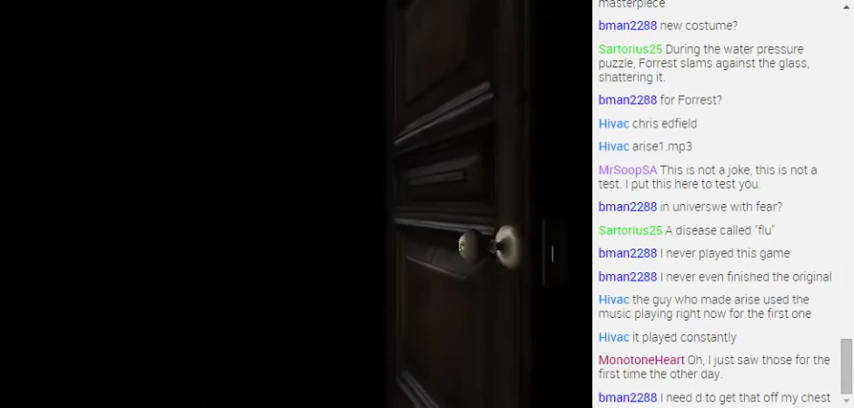 masterpiece
bman2288 new costume?
Sartorius25 During the water pressure
puzzle, Forrest slams against the glass,
shattering it.
bman2288 for Forrest?
Hivac chris edfield
Hivac arise1.mp3
MrSoopSA This is not a joke, this is not a
test. I put this here to test you.
bman2288 in universwe with fear?
Sartorius25 A disease called "flu"
bman2288 I never played this game
bman2288 I never even finished the original
Hivac the guy who made arise used the
music playing right now for the first one
Hivac it played constantly
MonotoneHeart Oh, I just saw those for the
first time the other day.
bman2288 I need d to get that off my chest